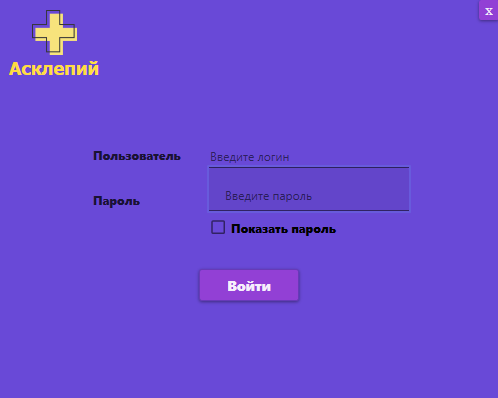 x
Асклепий
Пользователь
Введите логин
Пароль
Введите пароль
Показать пароль
Войти